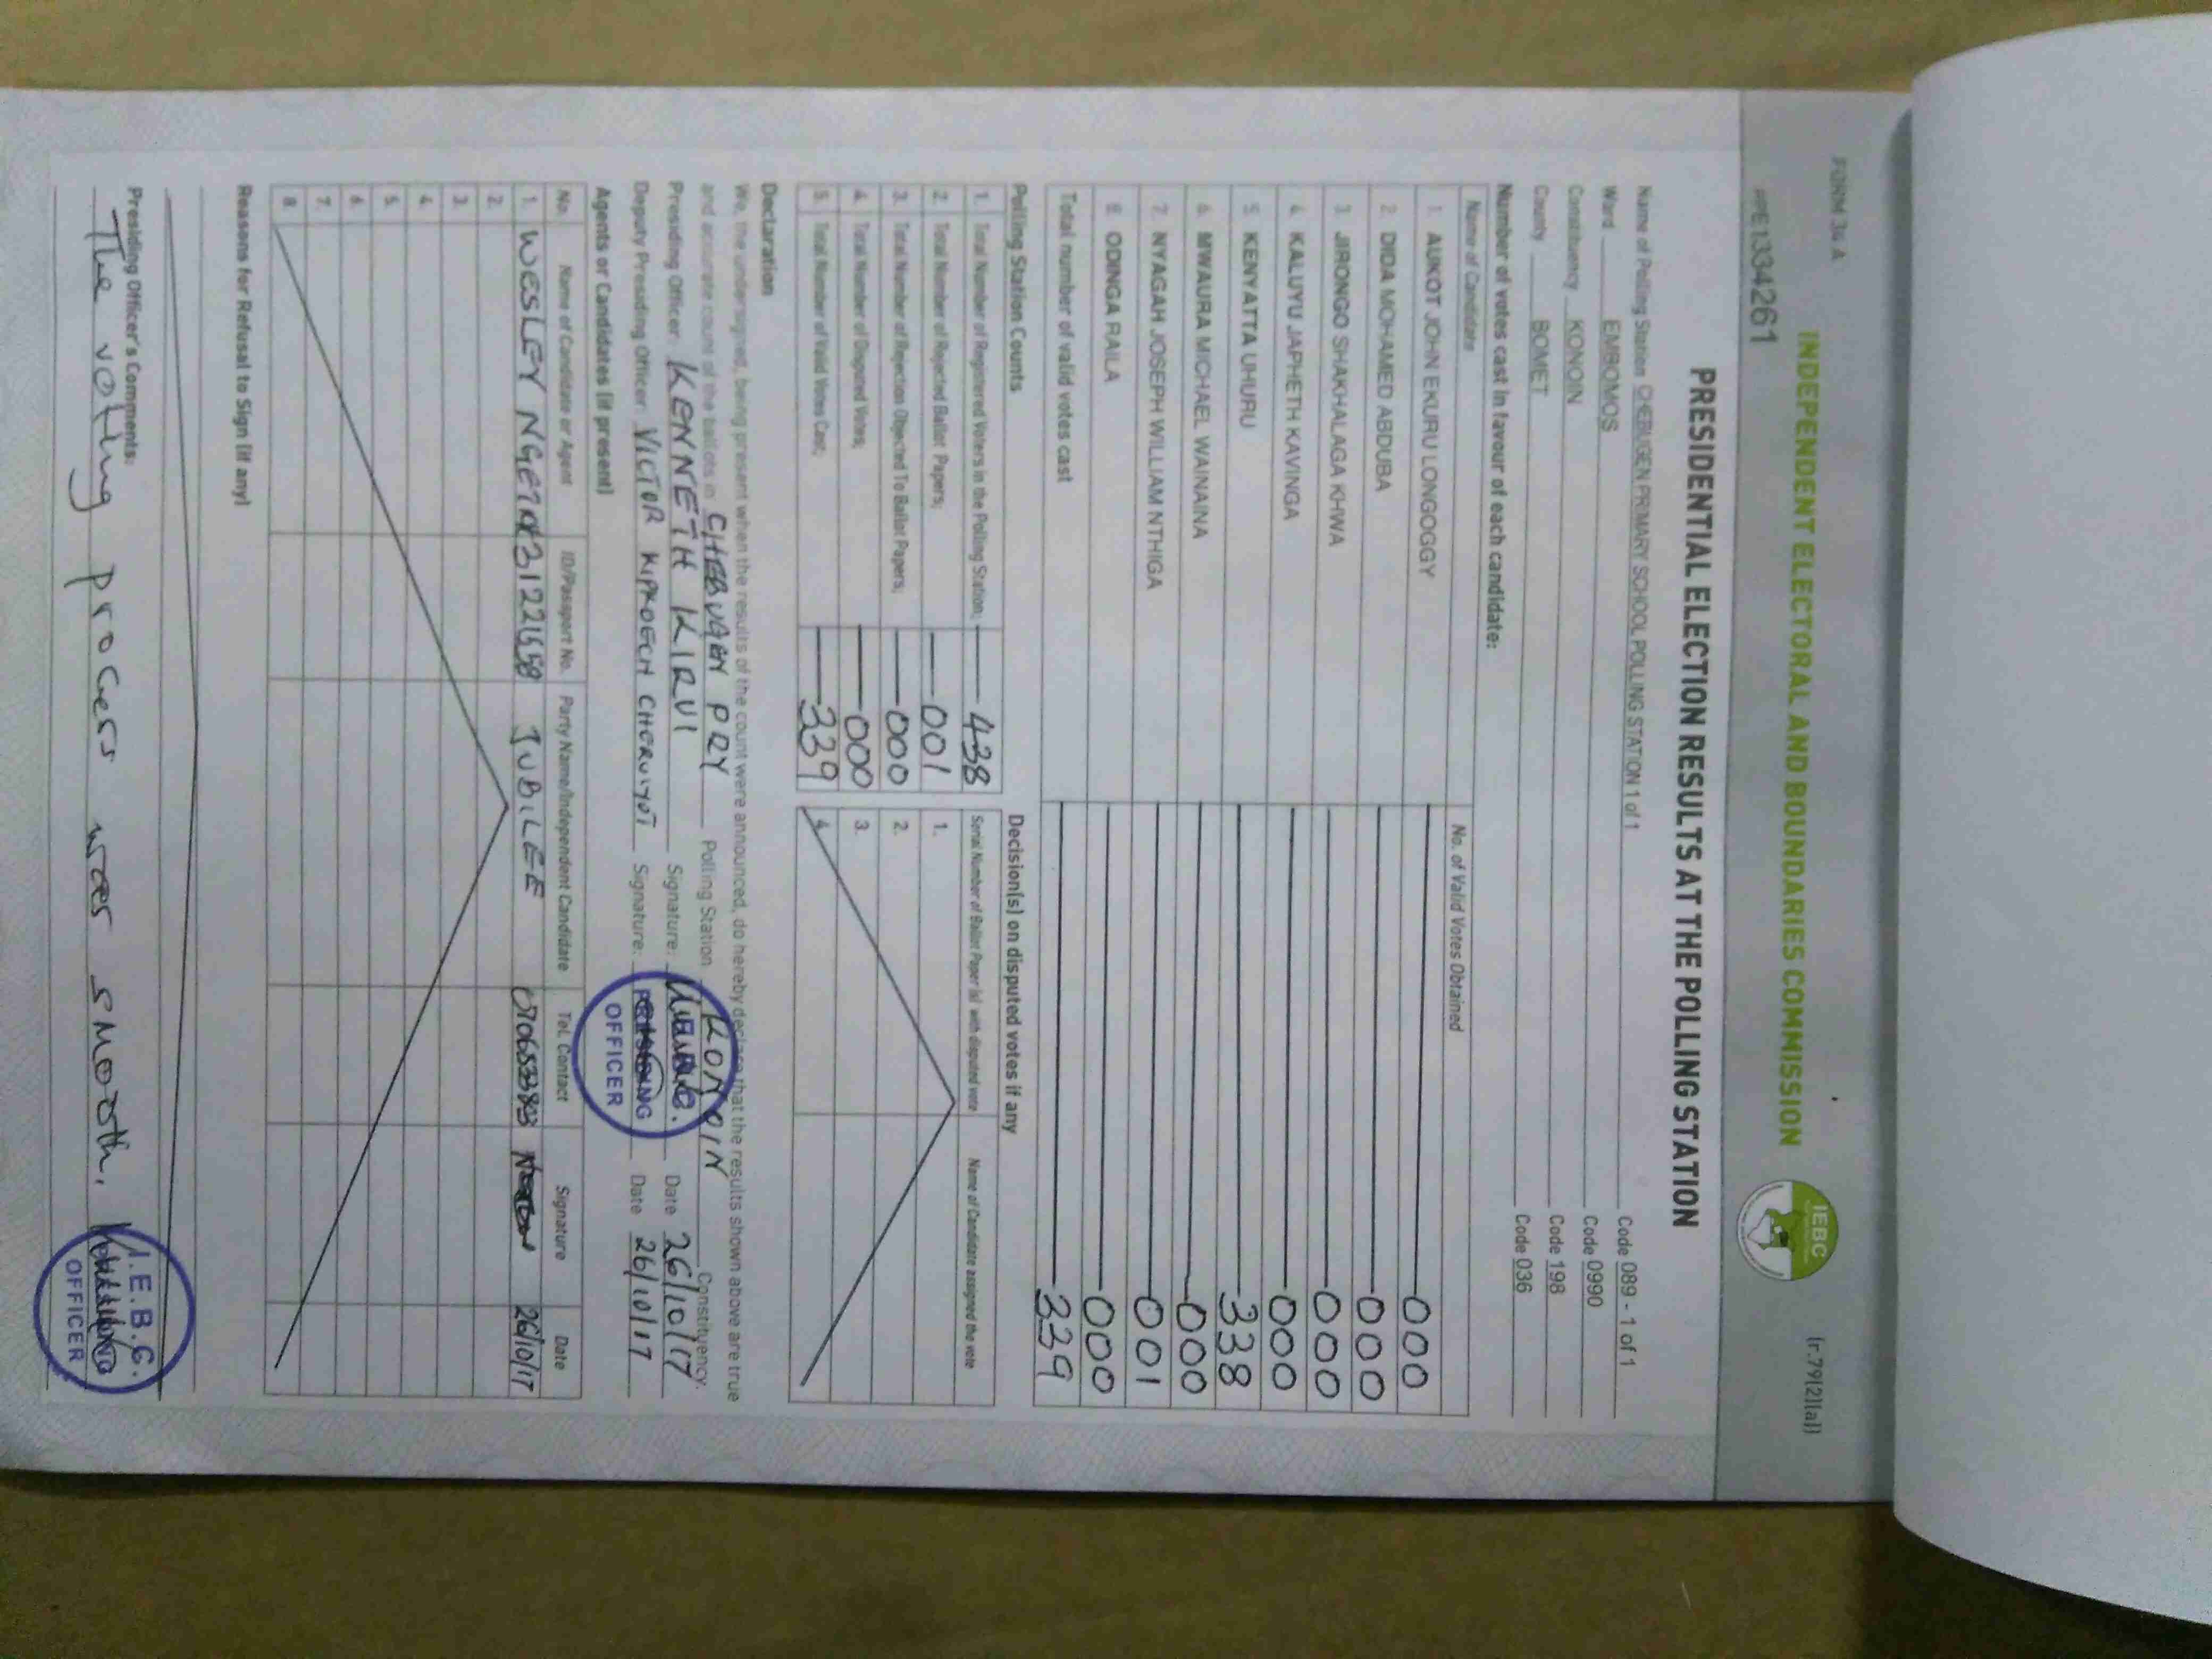 FORM 34A
(r.79(2)(a))
INDEPENDENT ELECTORAL AND BOUNDARIES COMMISSION
IEBC
PPE1334261
PRESIDENTIAL ELECTION RESULTS AT THE POLLING STATION
Name of Polling Station CHEBUGEN PRIMARY SCHOOL POLLING STATION 1 of 1 Code 089 - 1 of 1
Ward EMBOMOS Code 0990
Constituency KONOIN Code 198
County BOMET Code 036
Number of votes cast in favour of each candidate:
Name of Candidate No. of Valid Votes Obtained
1. AUKOT JOHN EKURU LONGOGGY 000
2. DIDA MOHAMED ABDUBA 000
3. JIRONGO SHAKHALAGA KHWA 000
4. KALUYU JAPHETH KAVINGA 000
5. KENYATTA UHURU 338
6. MWAURA MICHAEL WAINAINA 000
7. NYAGAH JOSEPH WILLIAM NTHIGA 001
8. ODINGA RAILA 000
Total number of valid votes cast 339
Polling Station Counts
1. Total Number of Registered Voters in the Polling Station; 438
2. Total Number of Rejected Ballot Papers; 001
3. Total Number of Rejection Objected To Ballot Papers; 000
4. Total Number of Disputed Votes; 000
5. Total Number of Valid Votes Cast; 339
Decision(s) on disputed votes if any
Serial Number of Ballot Paper (s) with disputed vote Name of Candidate assigned the vote
1.
2.
3.
4.
Declaration
We, the undersigned, being present when the results of the count were announced, do hereby declare that the results shown above are true
and accurate count of the ballots in CHEBUGEN PRY Polling Station KONOIN Constituency.
Presiding Officer: KENNETH KIRUI Signature: Date 26/10/17
Deputy Presiding Officer: VICTOR KIPKOECH CHERUIYOT Signature: Date 26/10/17
PRESIDING
OFFICER
Agents or Candidates (if present)
No. Name of Candidate or Agent ID/Passport No. Party Name/Independent Candidate Tel. Contact Signature Date
1. WESLEY JUBILEE 26/10/17
2.
3.
4.
5.
6.
7.
8.
Reasons for Refusal to Sign (if any)
Presiding Officer's Comments:
The voting process was smooth.
I.E.B.C.
OFFICER